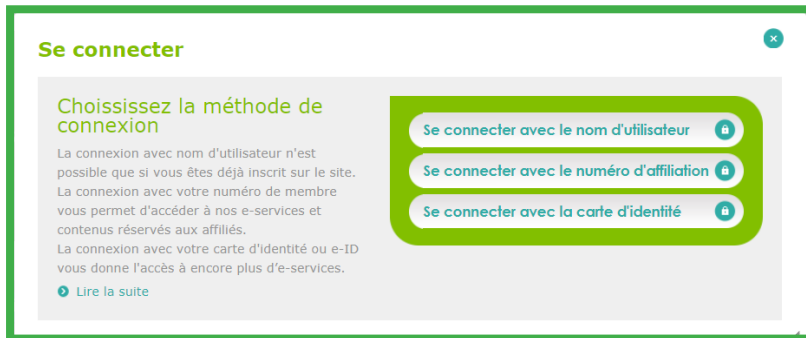 Se connecter
Choississez la méthode de
connexion
La connexion avec nom d'utilisateur n'est
possible que si vous êtes déjà inscrit sur le site.
La connexion avec votre numéro de membre
vous permet d'accéder à nos e-services et
contenus réservés aux affiliés.
La connexion avec votre carte d'identité ou e-ID
vous donne l'accès à encore plus d’e-services.
Lire la suite
Se connecter avec le nom d'utilisateur
Se connecter avec le numéro d'affiliation
Se connecter avec la carte d'identité